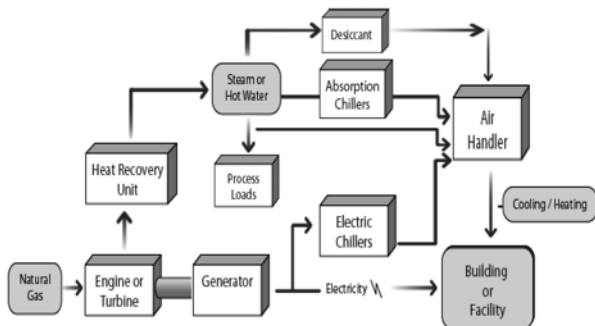 Desiccant
Steam or
Hot Water
Absorption
Chillers
Air
Handler
Heat Recovery
Unit
Process
Loads
Cooling / Heating
Electric
Chillers
Natural
Gas
Engine or
Turbine
Generator
Electricity
Building
or
Facility